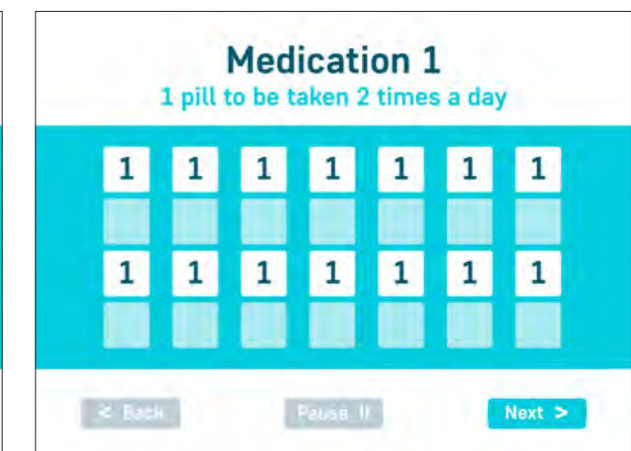 Medication 1
1 pill to be taken 2 times a day
1 1 1 1 1 1 1
1 1 1 1 1 1 1
< Back Pause II Next >